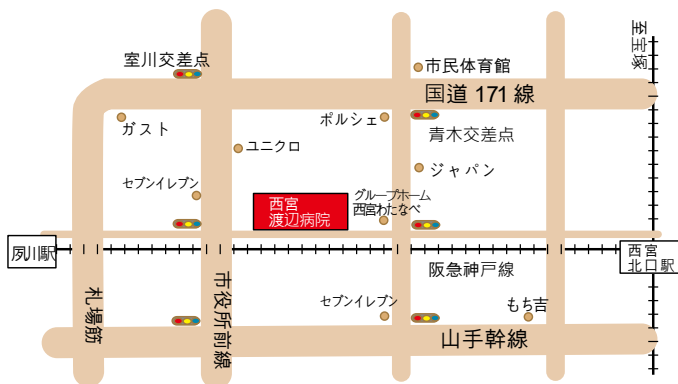 室川交差点
市民体育館
至宝塚
国道 171 線
ガスト
ポルシェ
青木交差点
ユニクロ
ジャパン
セブンイレブン
西宮
渡辺病院
グループホーム
西宮わたなべ
夙川駅
阪急神戸線
西宮
北口駅
札場筋
市役所前線
セブンイレブン
もち吉
山手幹線